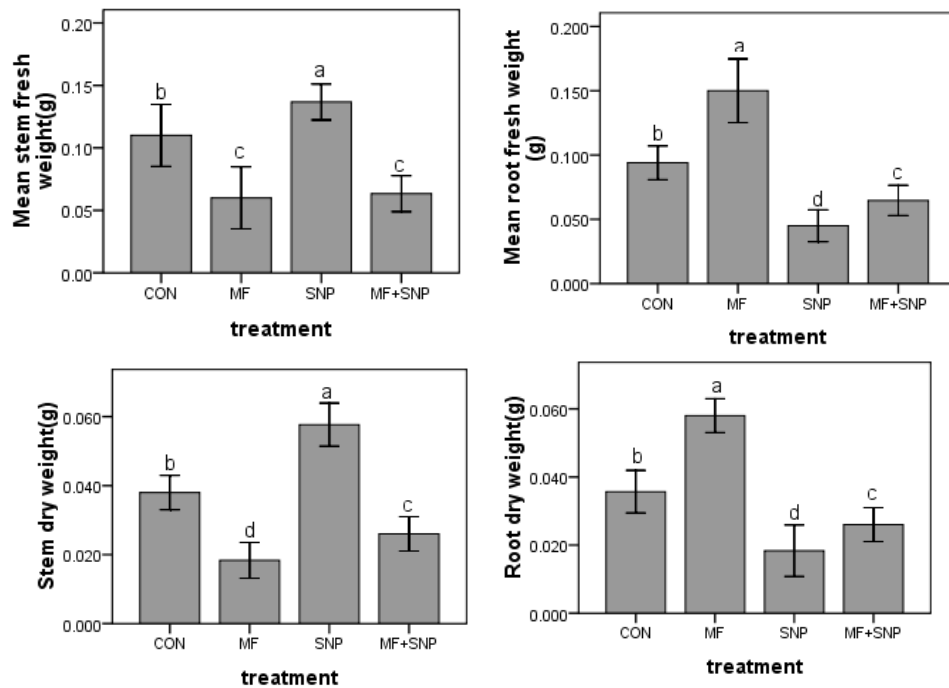 Mean stem fresh
weight(g)
0.20
0.15
0.10
0.05
0.00
b
c
a
c
CON MF SNP MF+SNP
treatment
Mean root fresh weight
(g)
0.200
0.150
0.100
0.050
0.000
b
a
d
c
CON MF SNP MF+SNP
treatment
Stem dry weight(g)
0.060
0.040
0.020
0.000
b
d
a
c
CON MF SNP MF+SNP
treatment
Root dry weight(g)
0.060
0.040
0.020
0.000
b
a
d
c
CON MF SNP MF+SNP
treatment